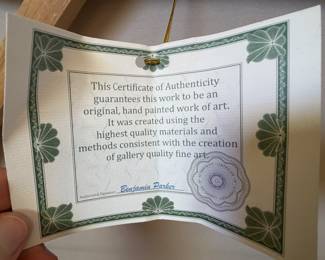 This Certificate of Authenticity
guarantees this work to be an
original, hand painted work of art.
It was created using the
highest quality materials and
methods consistent with the creation
of gallery quality fine art.
Benjamin Parker